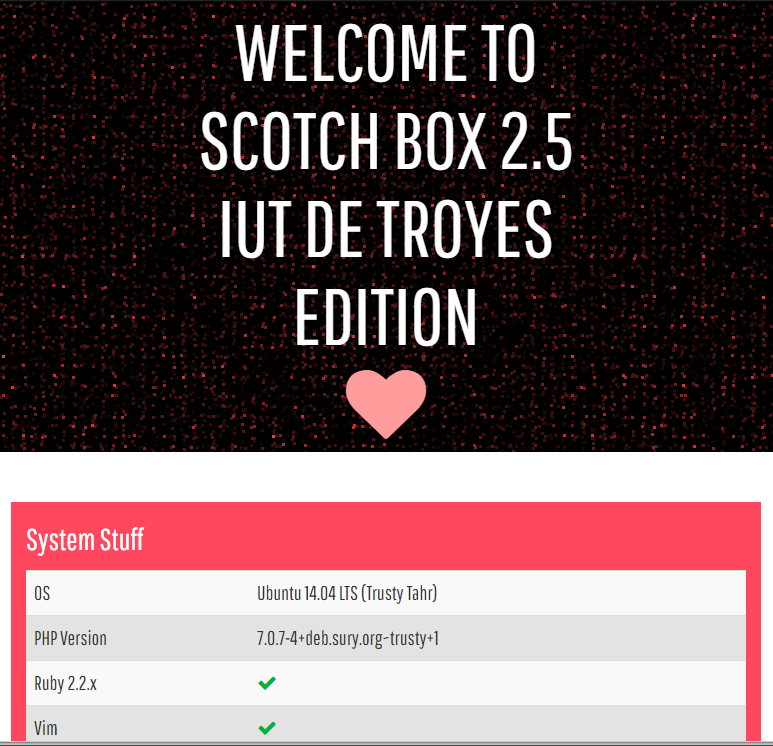 WELCOME TO
SCOTCH BOX 2.5
IUT DE TROYES
EDITION
System Stuff
OS Ubuntu 14.04 LTS (Trusty Tahr)
PHP Version 7.0.7-4+deb.sury.org~trusty+1
Ruby 2.2.x ✔
Vim ✔